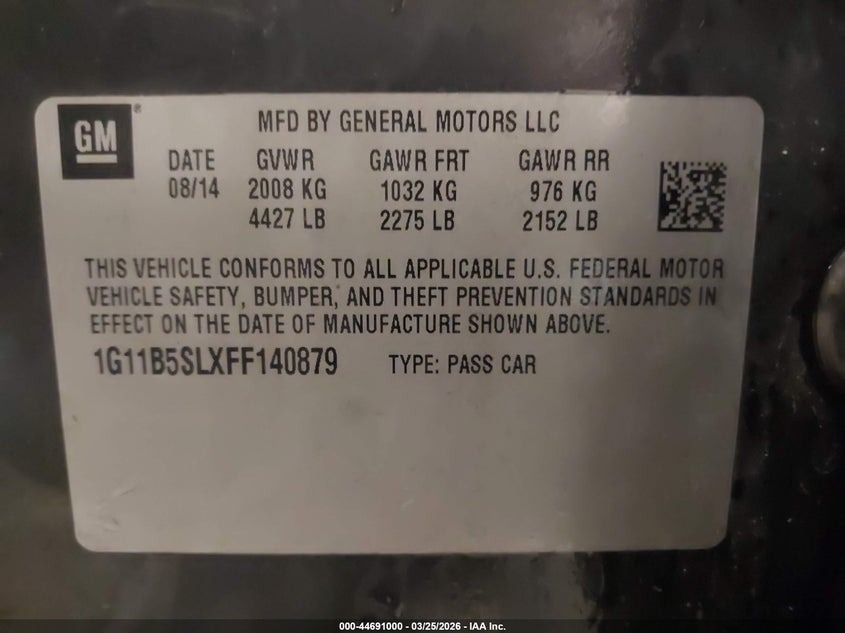 GM
MFD BY GENERAL MOTORS LLC
DATE GVWR GAWR FRT GAWR RR
08/14 2008 KG 1032 KG 976 KG
4427 LB 2275 LB 2152 LB
THIS VEHICLE CONFORMS TO ALL APPLICABLE U.S. FEDERAL MOTOR
VEHICLE SAFETY, BUMPER, AND THEFT PREVENTION STANDARDS IN
EFFECT ON THE DATE OF MANUFACTURE SHOWN ABOVE.
1G11B5SLXFF140879 TYPE: PASS CAR
000-44691000 - 03/25/2026 - IAA Inc.